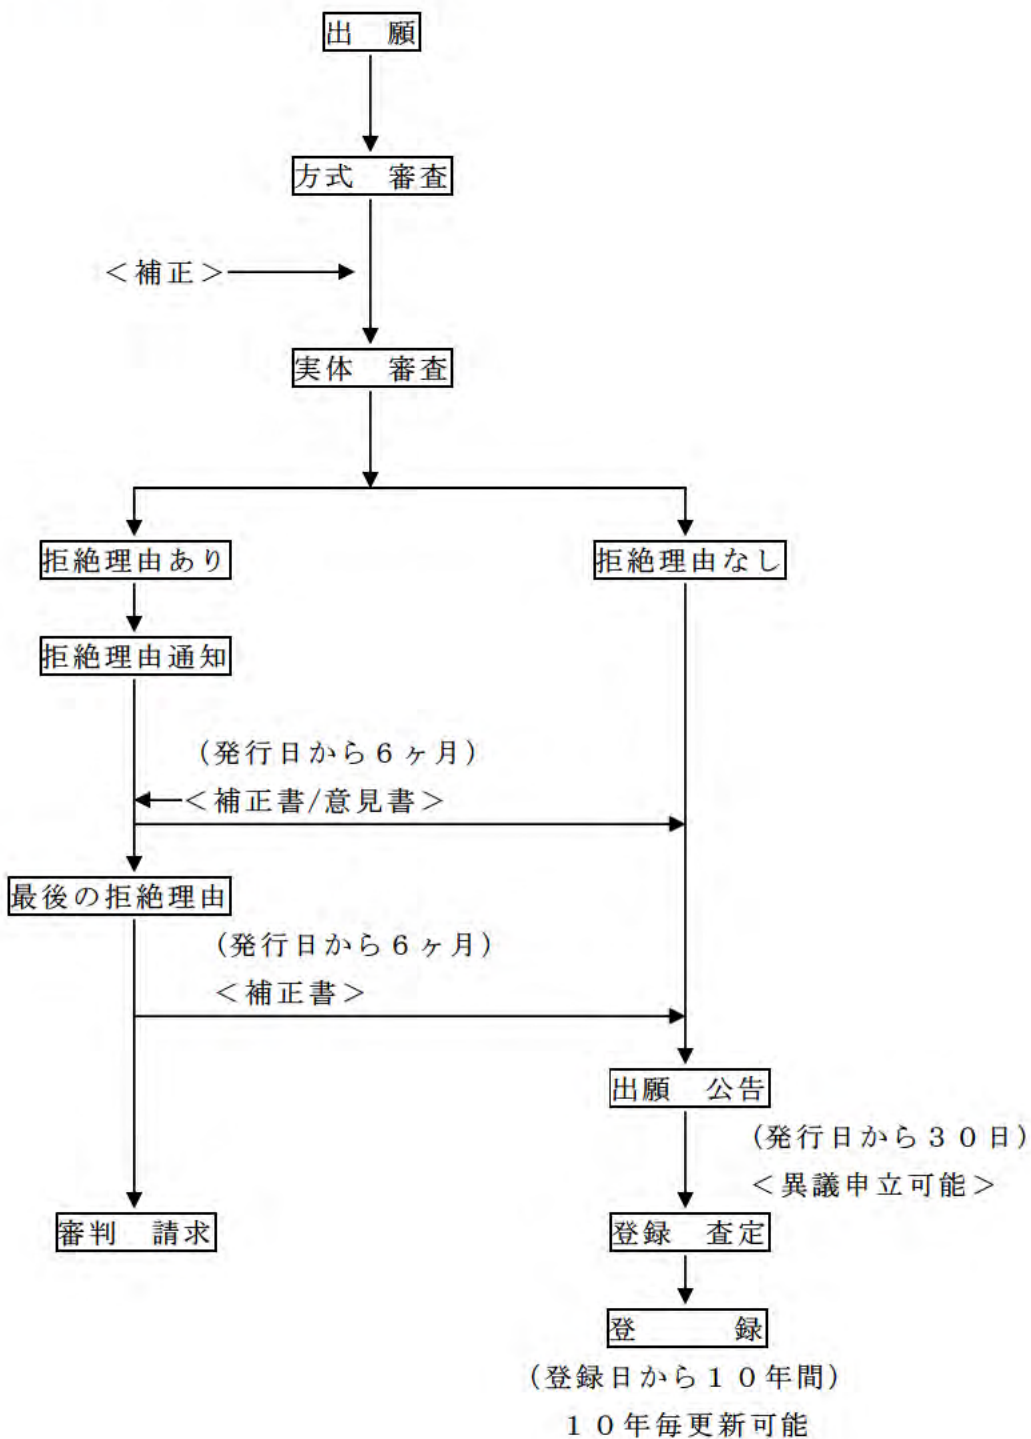 出　願
方式　審査
＜補正＞
実体　審査
拒絶理由あり
拒絶理由なし
拒絶理由通知
（発行日から６ヶ月）
＜補正書/意見書＞
最後の拒絶理由
（発行日から６ヶ月）
＜補正書＞
出願　公告
（発行日から３０日）
＜異議申立可能＞
審判　請求
登録　査定
登　　　録
（登録日から１０年間）
１０年毎更新可能